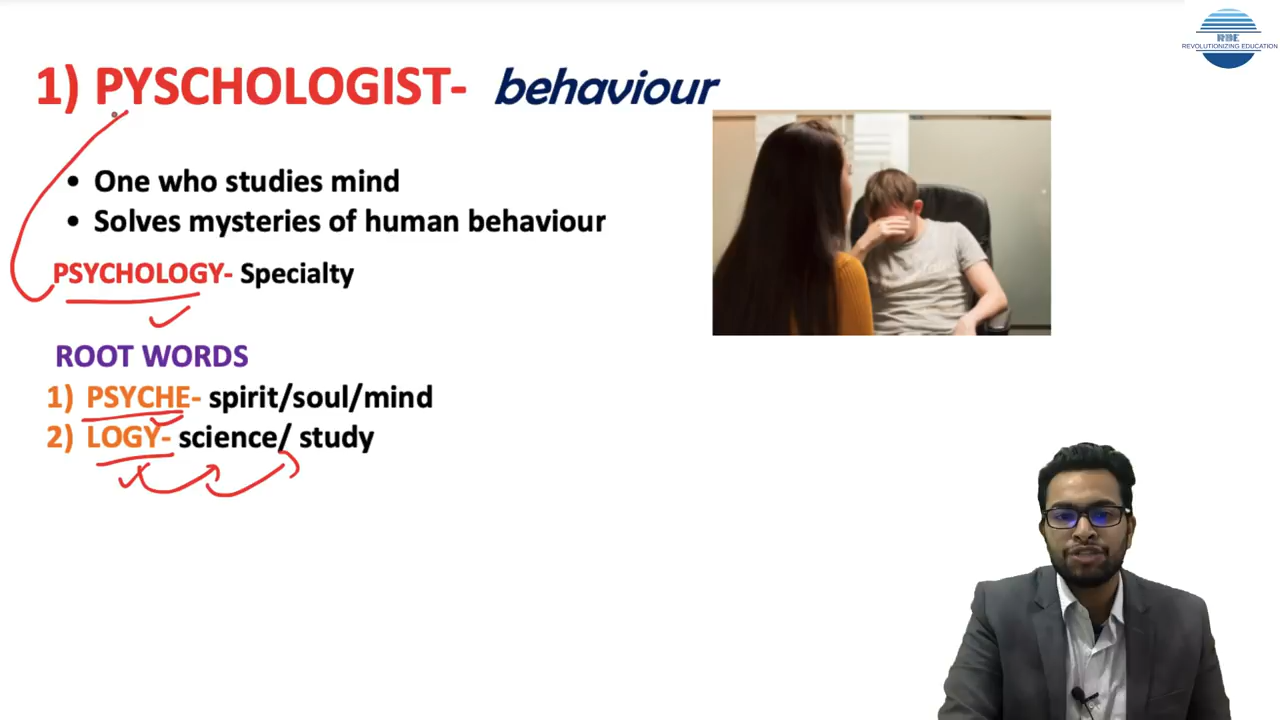 RBE
REVOLUTIONIZING EDUCATION
1) PYSCHOLOGIST- behaviour
• One who studies mind
• Solves mysteries of human behaviour
PSYCHOLOGY- Specialty
ROOT WORDS
1) PSYCHE- spirit/soul/mind
2) LOGY- science/ study